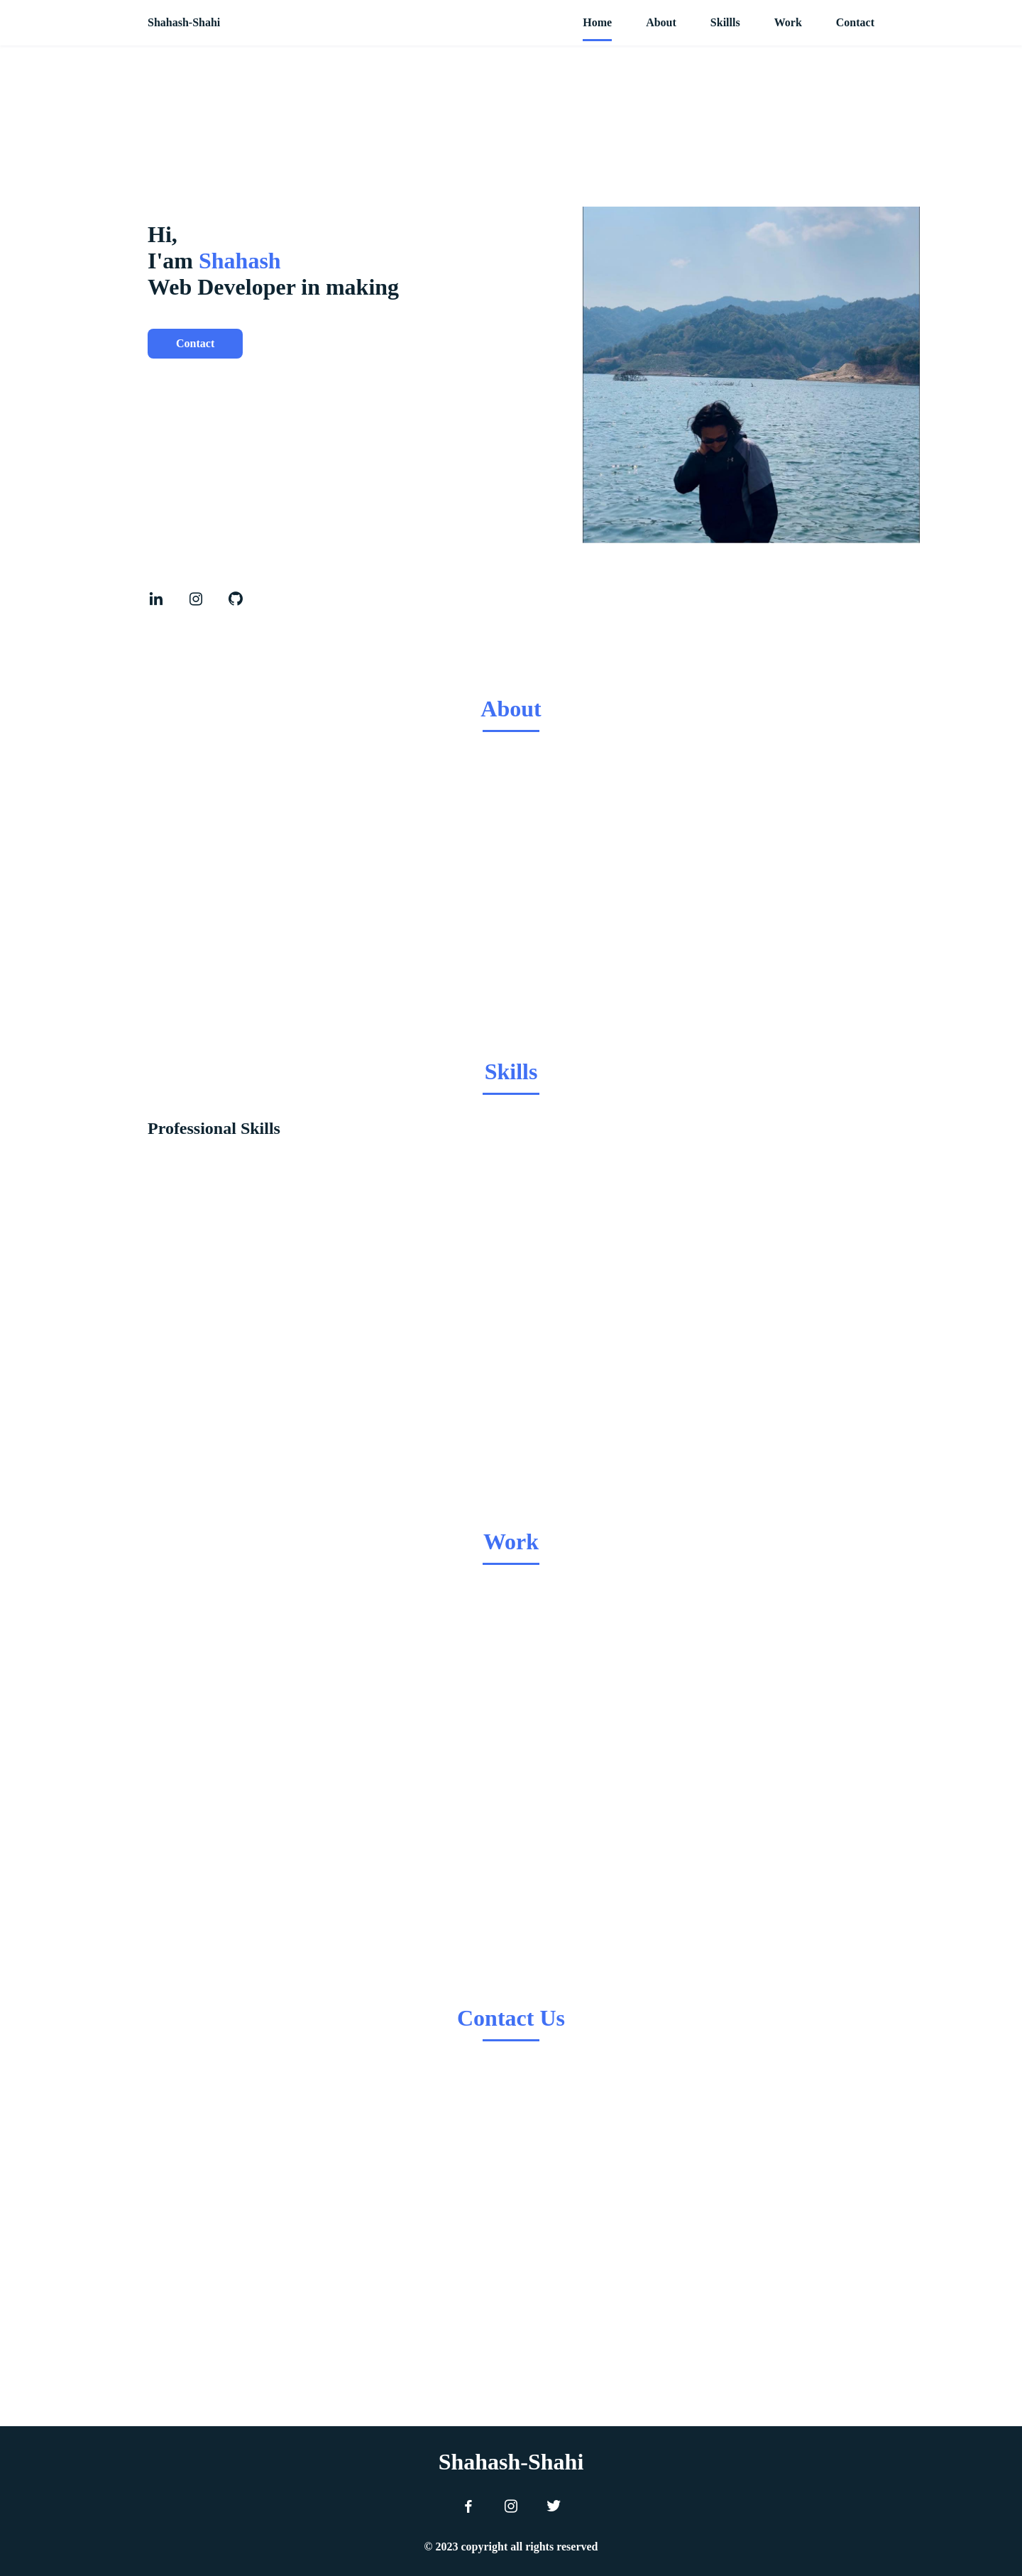 Shahash-Shahi
Home About Skillls Work Contact
Hi,
I'am Shahash
Web Developer in making
Contact
About
Skills
Professional Skills
Work
Contact Us
Shahash-Shahi
© 2023 copyright all rights reserved